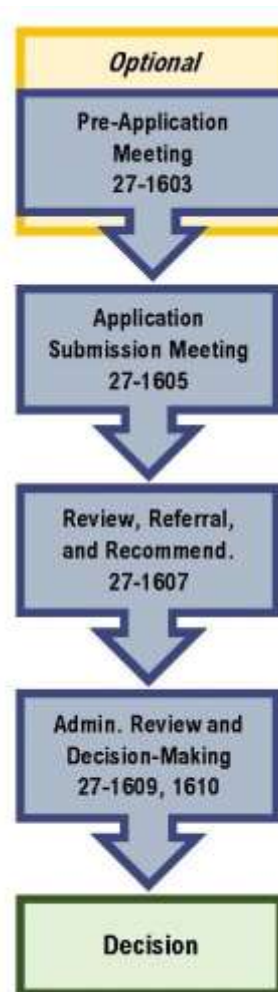 Optional
Pre-Application
Meeting
27-1603
Application
Submission Meeting
27-1605
Review, Referral,
and Recommend.
27-1607
Admin. Review and
Decision-Making
27-1609, 1610
Decision